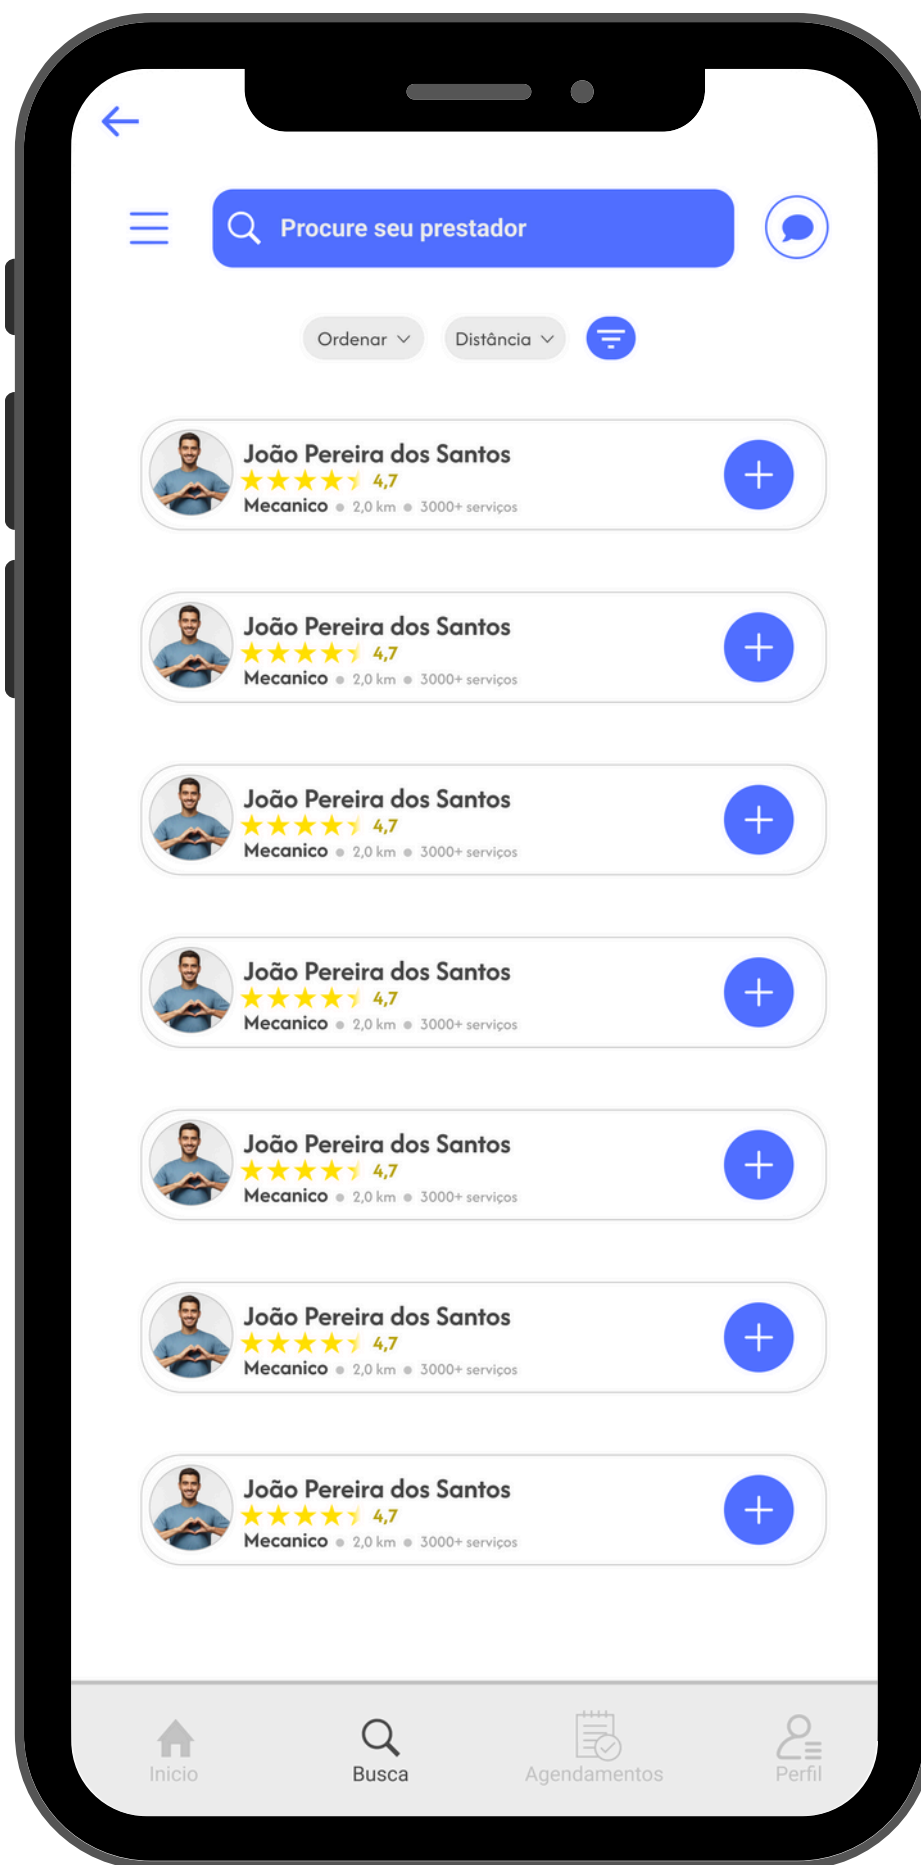 Procure seu prestador
Ordenar Distância
João Pereira dos Santos
4,7
Mecanico 2,0 km 3000+ serviços
João Pereira dos Santos
4,7
Mecanico 2,0 km 3000+ serviços
João Pereira dos Santos
4,7
Mecanico 2,0 km 3000+ serviços
João Pereira dos Santos
4,7
Mecanico 2,0 km 3000+ serviços
João Pereira dos Santos
4,7
Mecanico 2,0 km 3000+ serviços
João Pereira dos Santos
4,7
Mecanico 2,0 km 3000+ serviços
João Pereira dos Santos
4,7
Mecanico 2,0 km 3000+ serviços
Inicio Busca Agendamentos Perfil